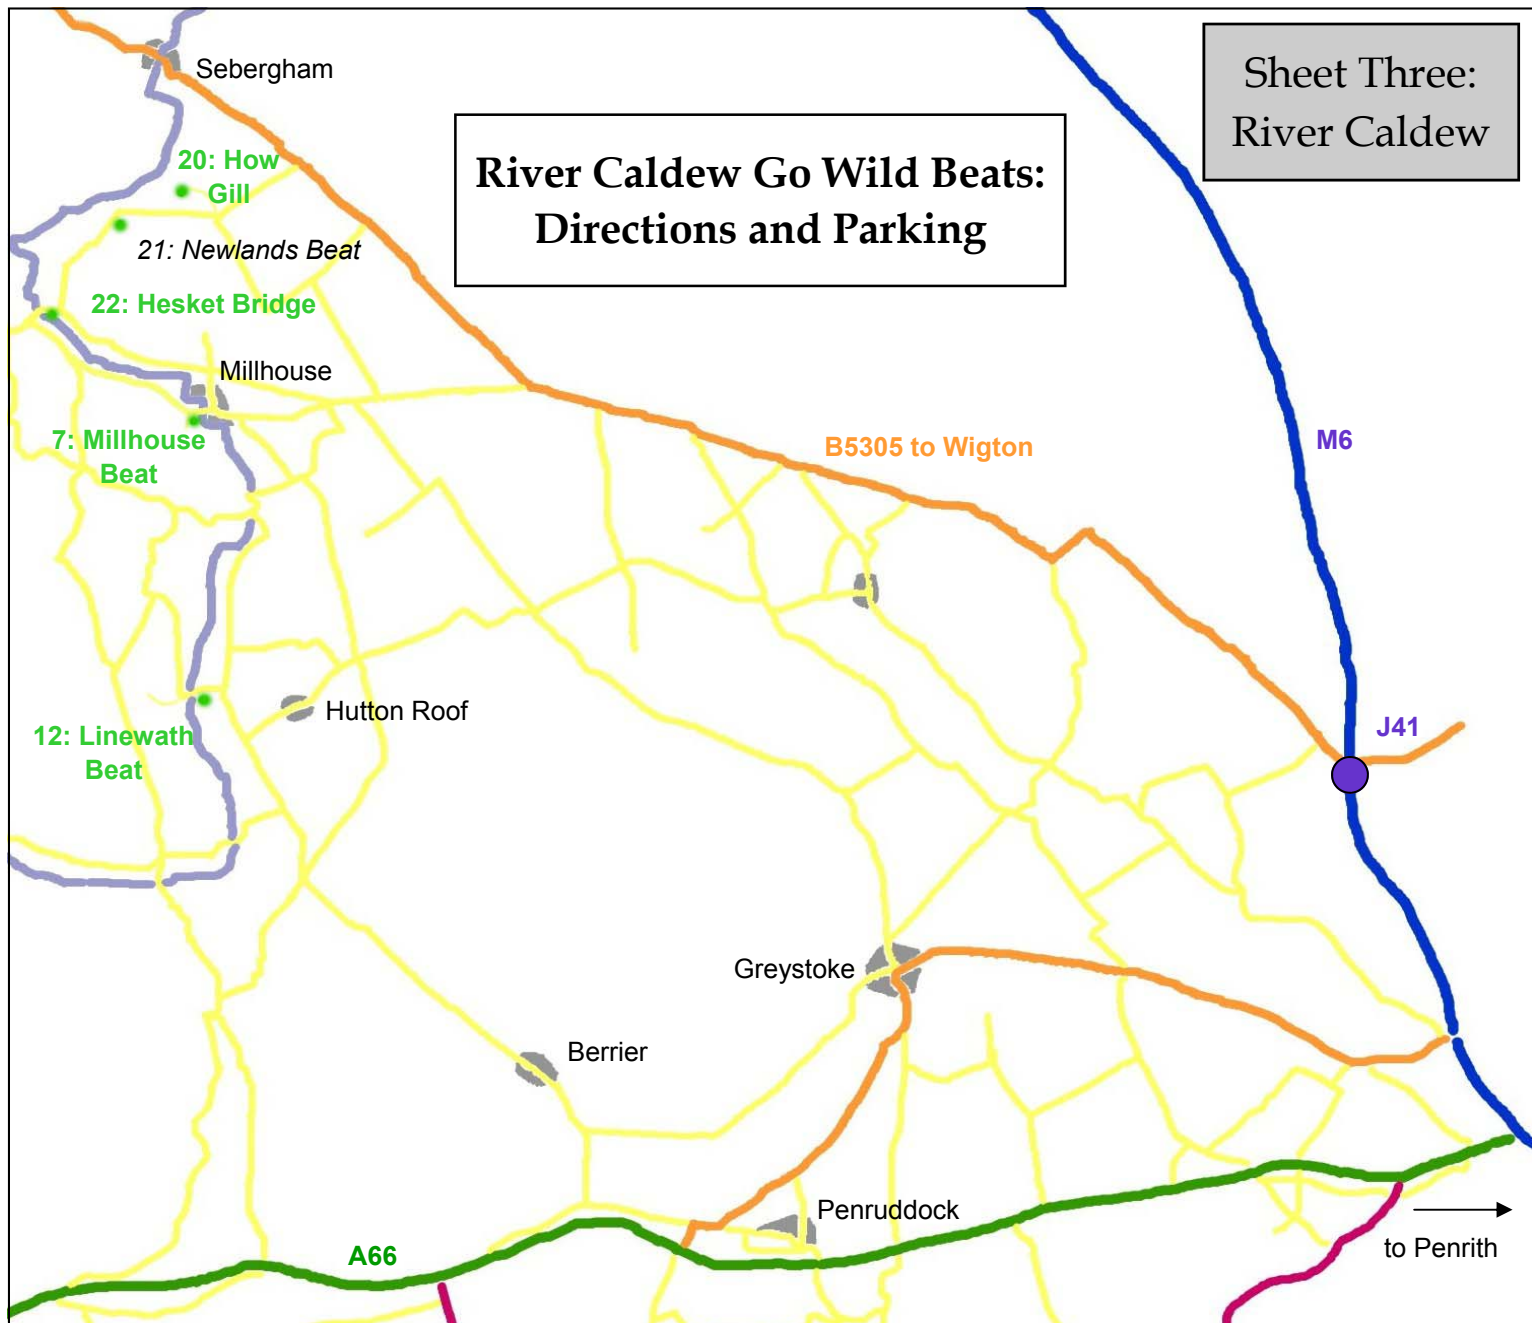 Sheet Three:
River Caldew
River Caldew Go Wild Beats:
Directions and Parking
Sebergham
20: How
Gill
21: Newlands Beat
22: Hesket Bridge
Millhouse
7: Millhouse
Beat
B5305 to Wigton
M6
Hutton Roof
12: Linewath
Beat
J41
Greystoke
Berrier
Penruddock
A66
to Penrith